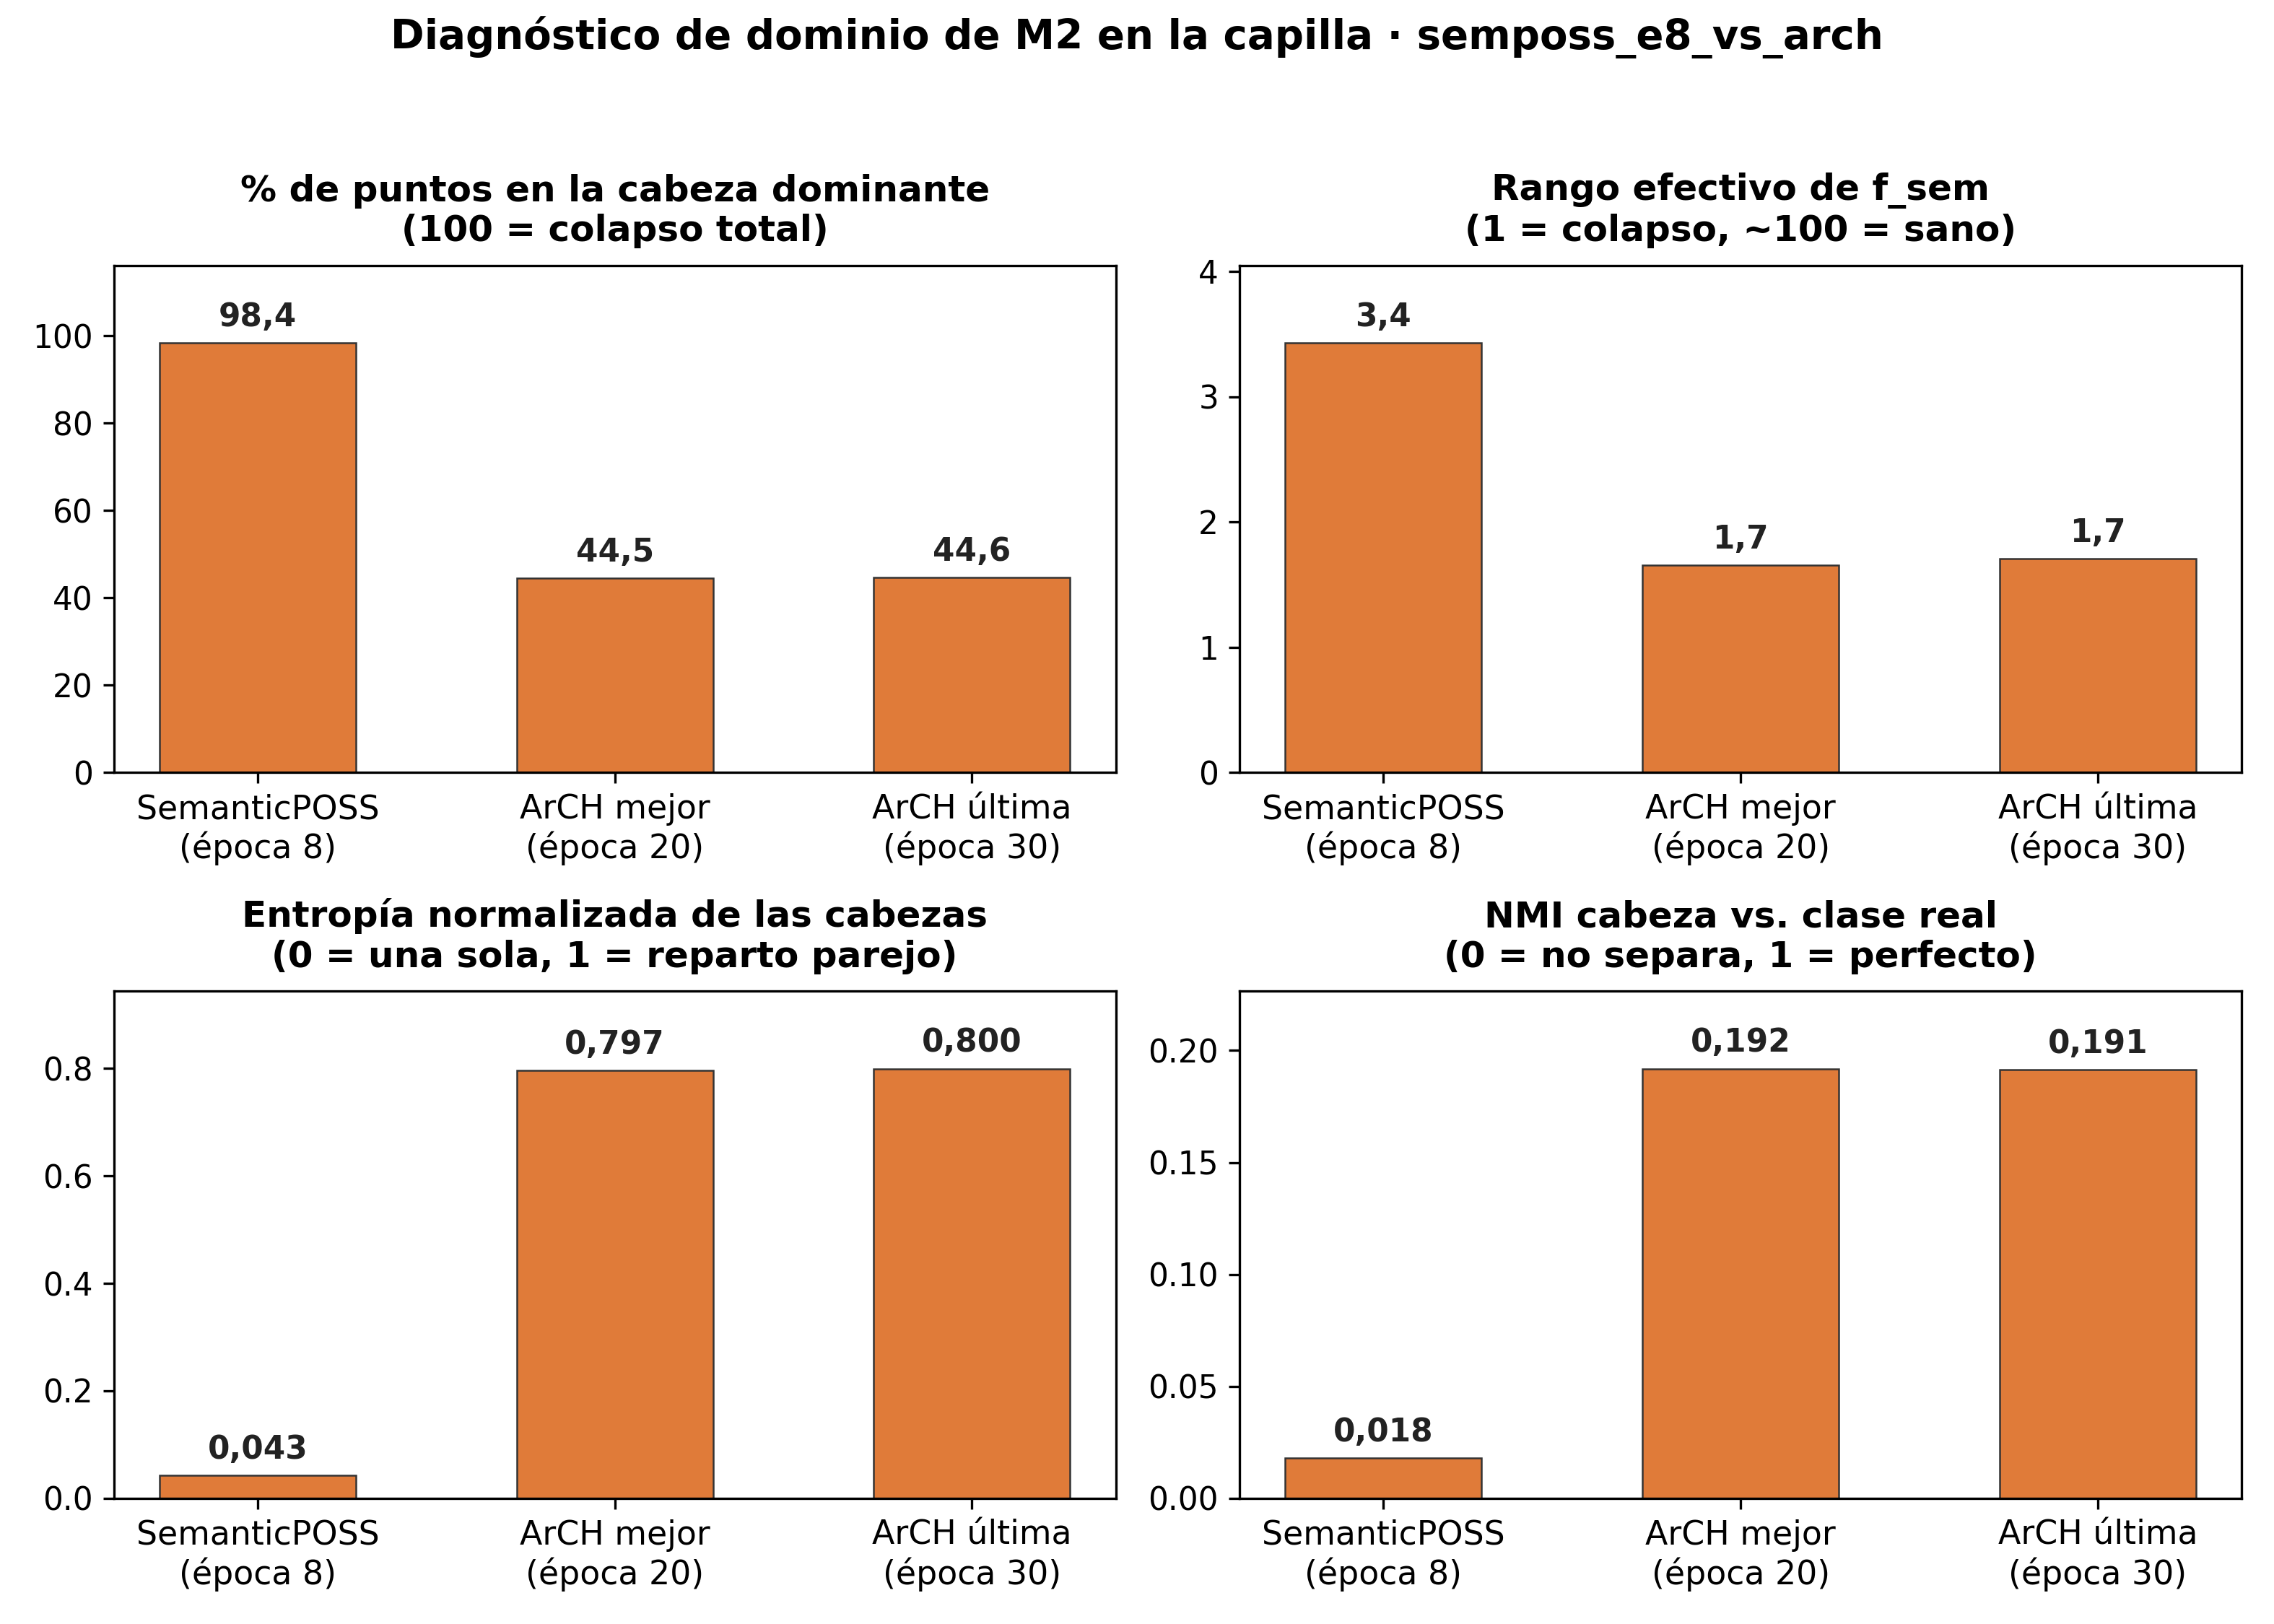 Diagnóstico de dominio de M2 en la capilla · semposs_e8_vs_arch
% de puntos en la cabeza dominante
(100 = colapso total)
100
80
60
40
20
0
98,4
44,5
44,6
SemanticPOSS
(época 8)
ArCH mejor
(época 20)
ArCH última
(época 30)
Rango efectivo de f_sem
(1 = colapso, ~100 = sano)
4
3
2
1
0
3,4
1,7
1,7
SemanticPOSS
(época 8)
ArCH mejor
(época 20)
ArCH última
(época 30)
Entropía normalizada de las cabezas
(0 = una sola, 1 = reparto parejo)
0.8
0.6
0.4
0.2
0.0
0,043
0,797
0,800
SemanticPOSS
(época 8)
ArCH mejor
(época 20)
ArCH última
(época 30)
NMI cabeza vs. clase real
(0 = no separa, 1 = perfecto)
0.20
0.15
0.10
0.05
0.00
0,018
0,192
0,191
SemanticPOSS
(época 8)
ArCH mejor
(época 20)
ArCH última
(época 30)